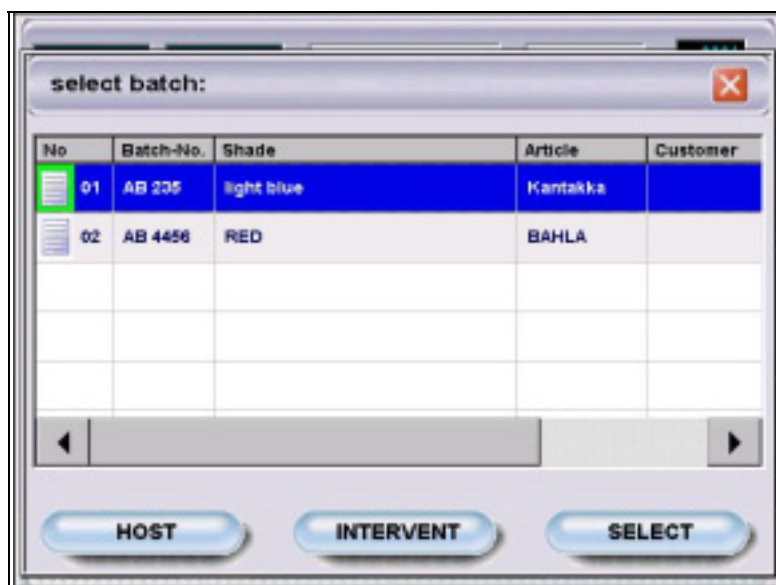 select batch:
No Batch-No. Shade Article Customer
01 AB 235 light blue Kantakka
02 AB 4456 RED BAHLA
HOST INTERVENT SELECT